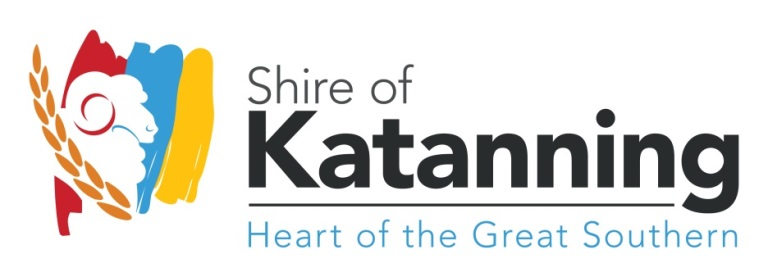 Shire of
Katanning
Heart of the Great Southern